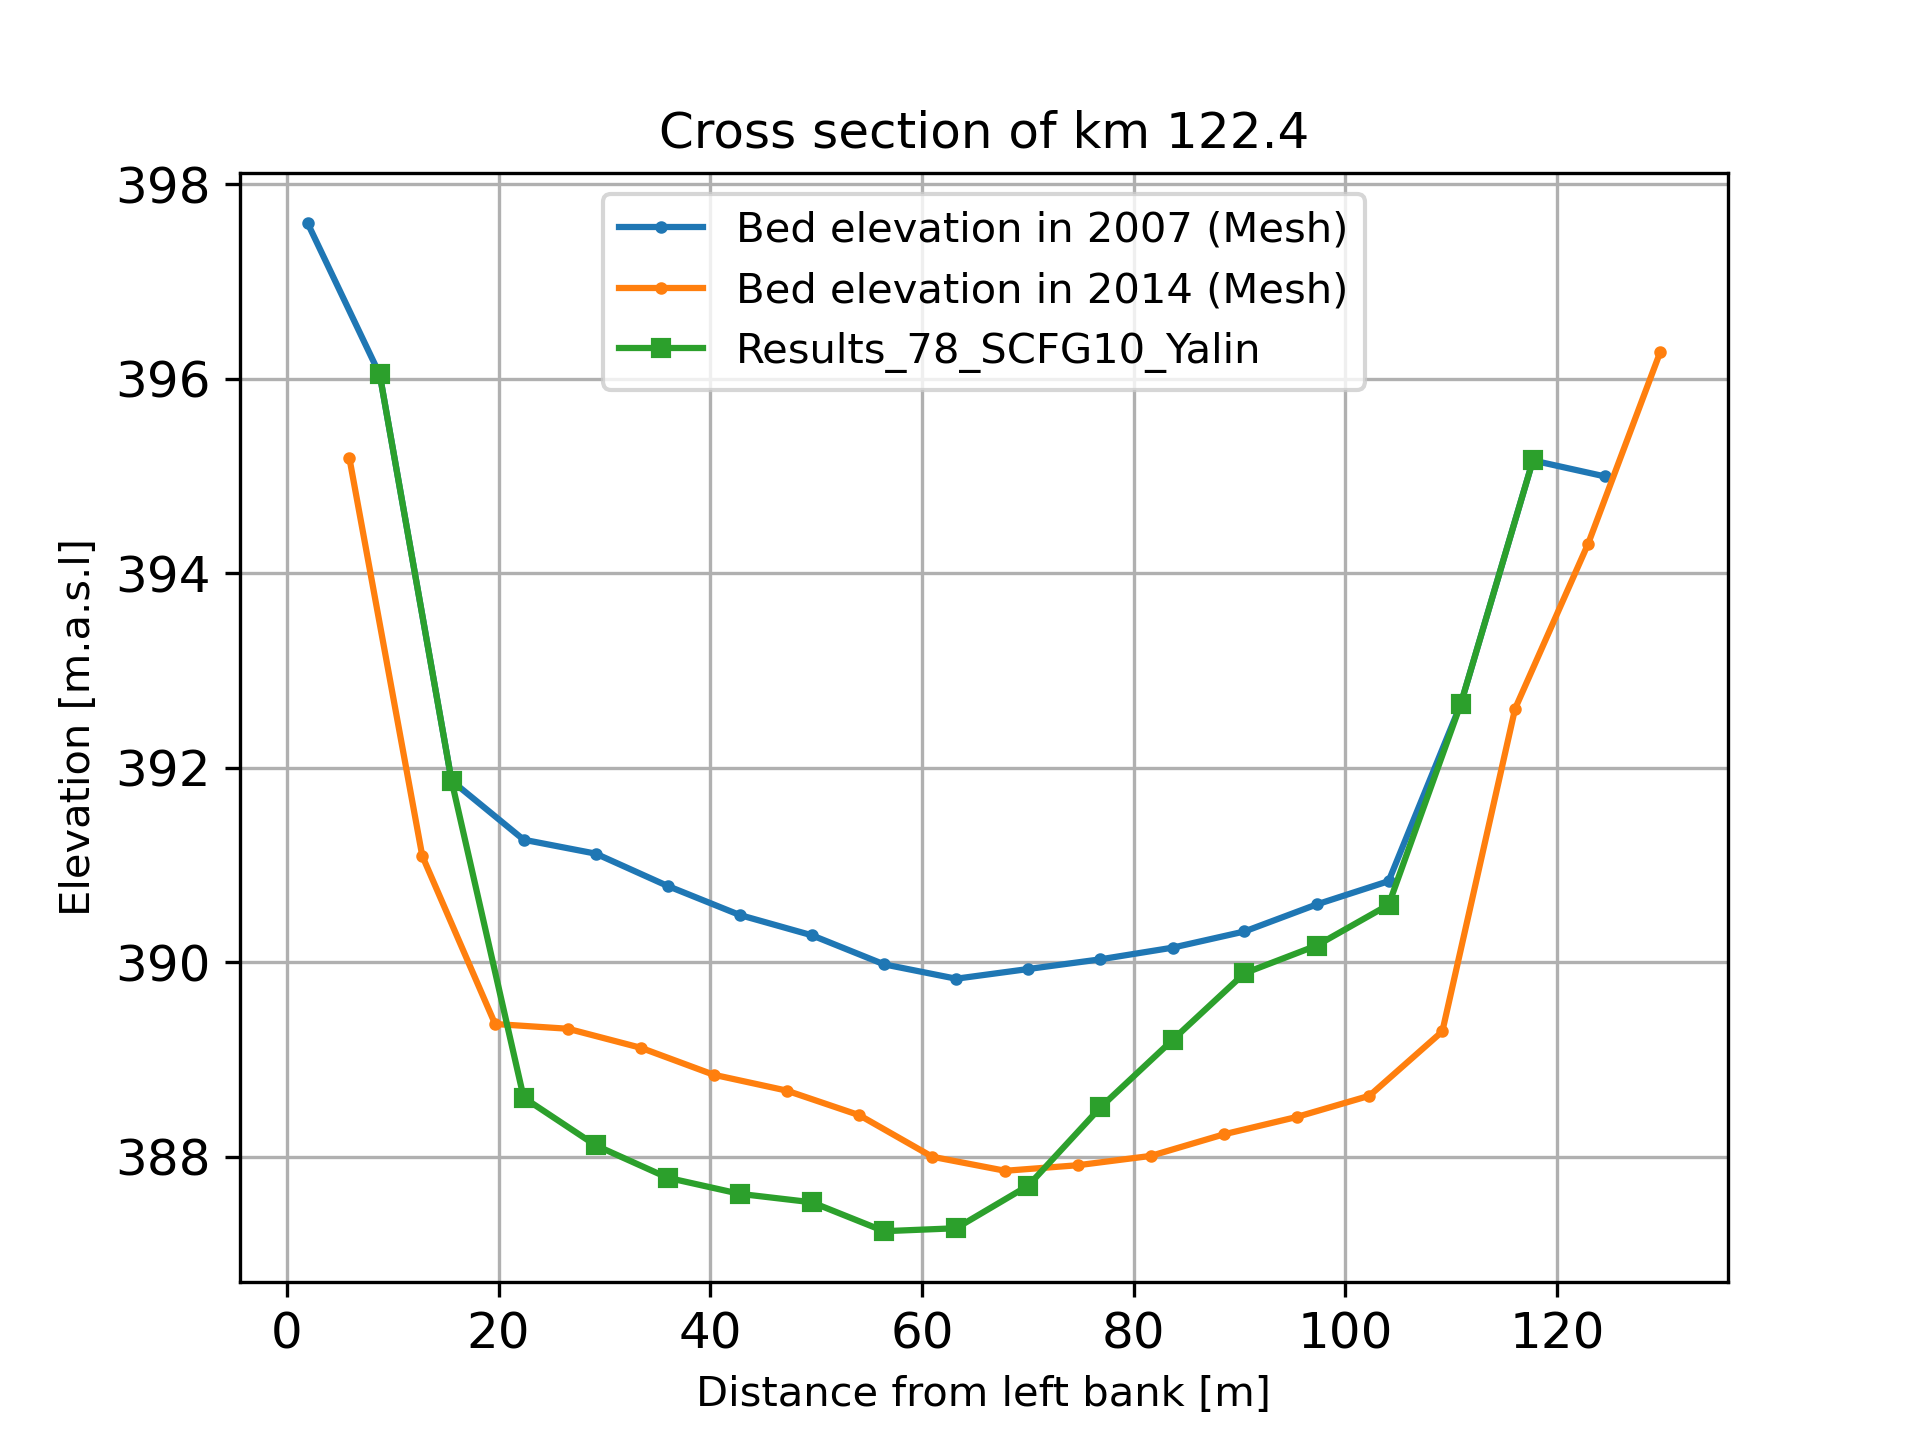 Cross section of km 122.4
Bed elevation in 2007 (Mesh)
Bed elevation in 2014 (Mesh)
Results_78_SCFG10_Yalin
398
396
394
392
390
388
Elevation [m.a.s.l]
0 20 40 60 80 100 120
Distance from left bank [m]